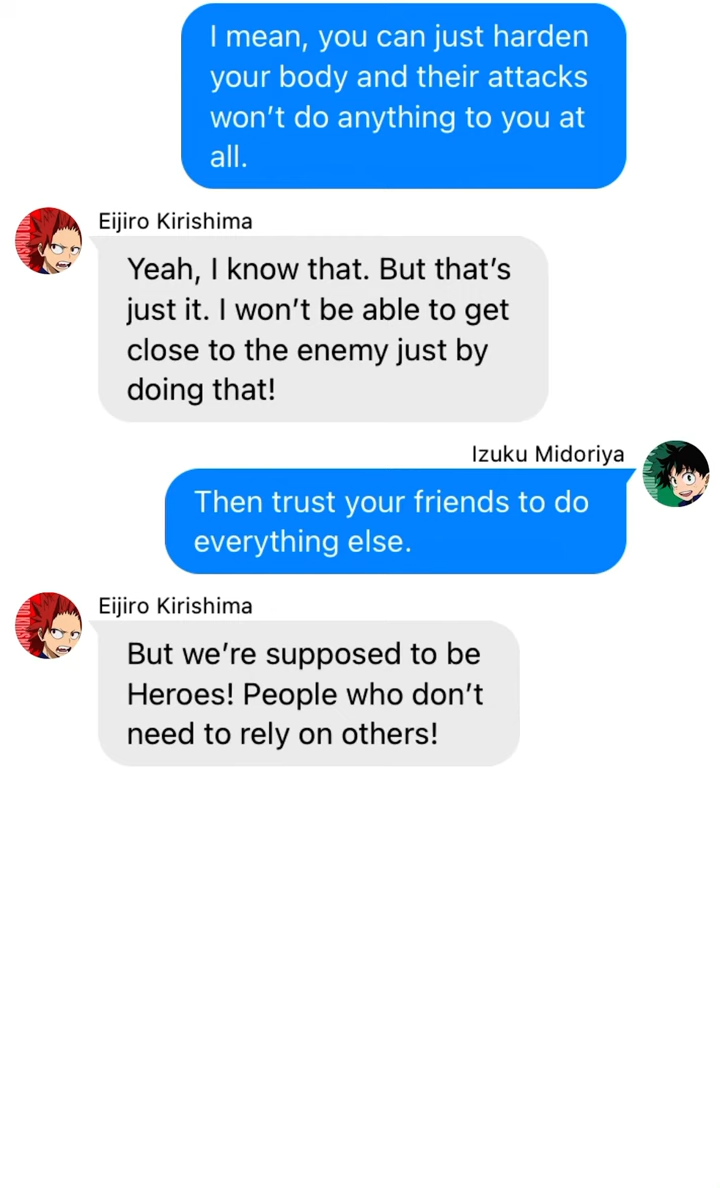 I mean, you can just harden
your body and their attacks
won’t do anything to you at
all.
Eijiro Kirishima
Yeah, I know that. But that’s
just it. I won’t be able to get
close to the enemy just by
doing that!
Izuku Midoriya
Then trust your friends to do
everything else.
Eijiro Kirishima
But we’re supposed to be
Heroes! People who don’t
need to rely on others!